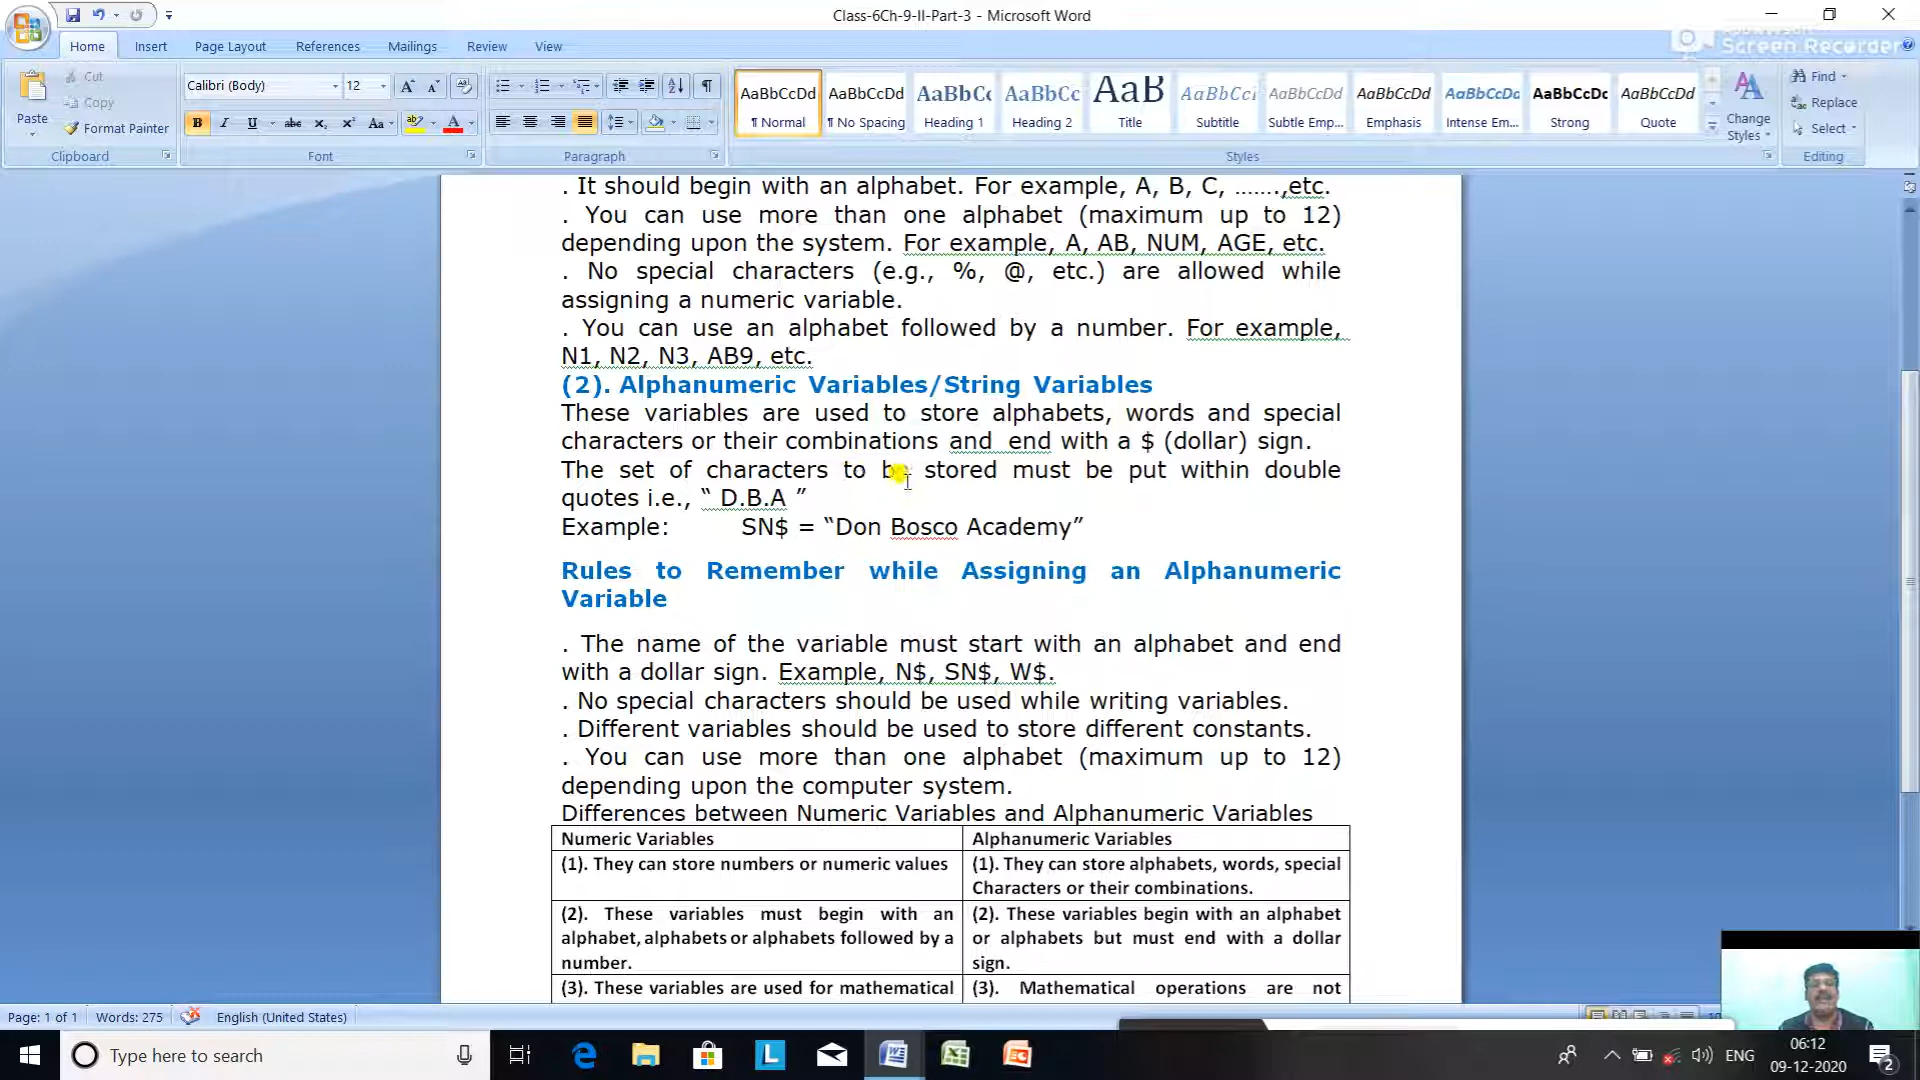 Class-6Ch-9-II-Part-3 - Microsoft Word
Screen Recorder
Home Insert Page Layout References Mailings Review View
Paste
Cut
Copy
Format Painter
Clipboard
Calibri (Body) 12
Font
Paragraph
AaBbCcDd AaBbCcDd AaBbCc AaBbCc AaB AaBbCcI AaBbCcDd AaBbCcDd AaBbCcDd AaBbCcDc AaBbCcDd
¶ Normal ¶ No Spacing Heading 1 Heading 2 Title Subtitle Subtle Emp... Emphasis Intense Em... Strong Quote
Change Styles
Styles
Find
Replace
Select
Editing
. It should begin with an alphabet. For example, A, B, C, …….,etc.
. You can use more than one alphabet (maximum up to 12)
depending upon the system. For example, A, AB, NUM, AGE, etc.
. No special characters (e.g., %, @, etc.) are allowed while
assigning a numeric variable.
. You can use an alphabet followed by a number. For example,
N1, N2, N3, AB9, etc.
(2). Alphanumeric Variables/String Variables
These variables are used to store alphabets, words and special
characters or their combinations and end with a $ (dollar) sign.
The set of characters to be stored must be put within double
quotes i.e., “ D.B.A ”
Example: SN$ = “Don Bosco Academy”
Rules to Remember while Assigning an Alphanumeric
Variable
. The name of the variable must start with an alphabet and end
with a dollar sign. Example, N$, SN$, W$.
. No special characters should be used while writing variables.
. Different variables should be used to store different constants.
. You can use more than one alphabet (maximum up to 12)
depending upon the computer system.
Differences between Numeric Variables and Alphanumeric Variables
Numeric Variables
(1). They can store numbers or numeric values
(2). These variables must begin with an
alphabet, alphabets or alphabets followed by a
number.
(3). These variables are used for mathematical
Alphanumeric Variables
(1). They can store alphabets, words, special
Characters or their combinations.
(2). These variables begin with an alphabet
or alphabets but must end with a dollar
sign.
(3). Mathematical operations are not
Page: 1 of 1 Words: 275 English (United States)
Type here to search
ENG
06:12
09-12-2020
2